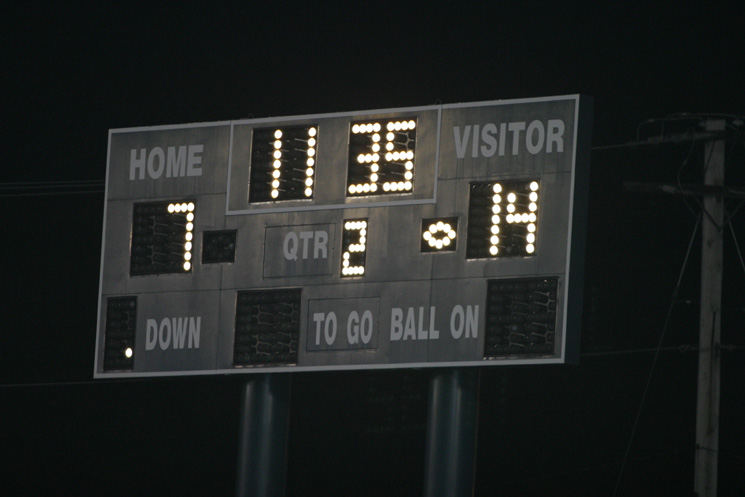 HOME 11 35 VISITOR
7 QTR 2 14
DOWN TO GO BALL ON